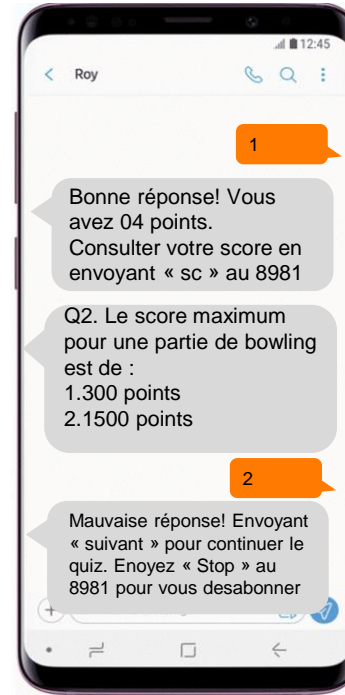 12:45
Roy
1
Bonne réponse! Vous
avez 04 points.
Consulter votre score en
envoyant « sc » au 8981
Q2. Le score maximum
pour une partie de bowling
est de :
1.300 points
2.1500 points
2
Mauvaise réponse! Envoyant
« suivant » pour continuer le
quiz. Enoyez « Stop » au
8981 pour vous desabonner